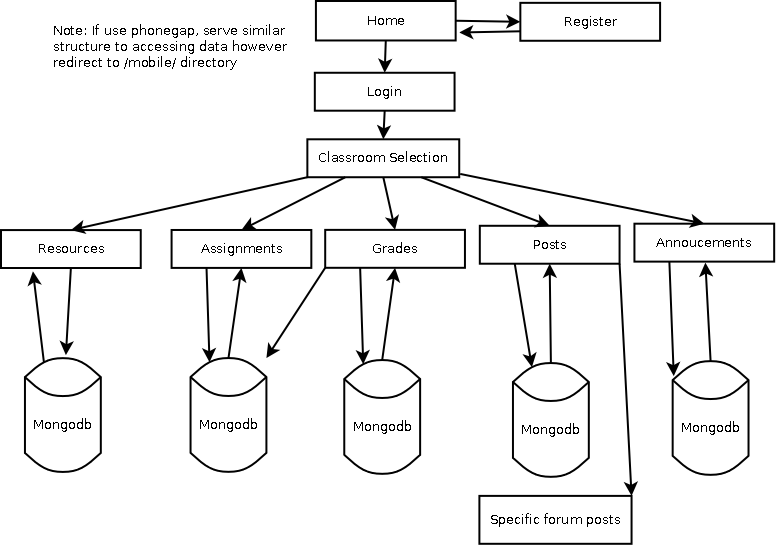 Home
Register
Note: If use phonegap, serve similar
structure to accessing data however
redirect to /mobile/ directory
Login
Classroom Selection
Resources
Assignments
Grades
Posts
Annoucements
Mongodb
Mongodb
Mongodb
Mongodb
Mongodb
Specific forum posts